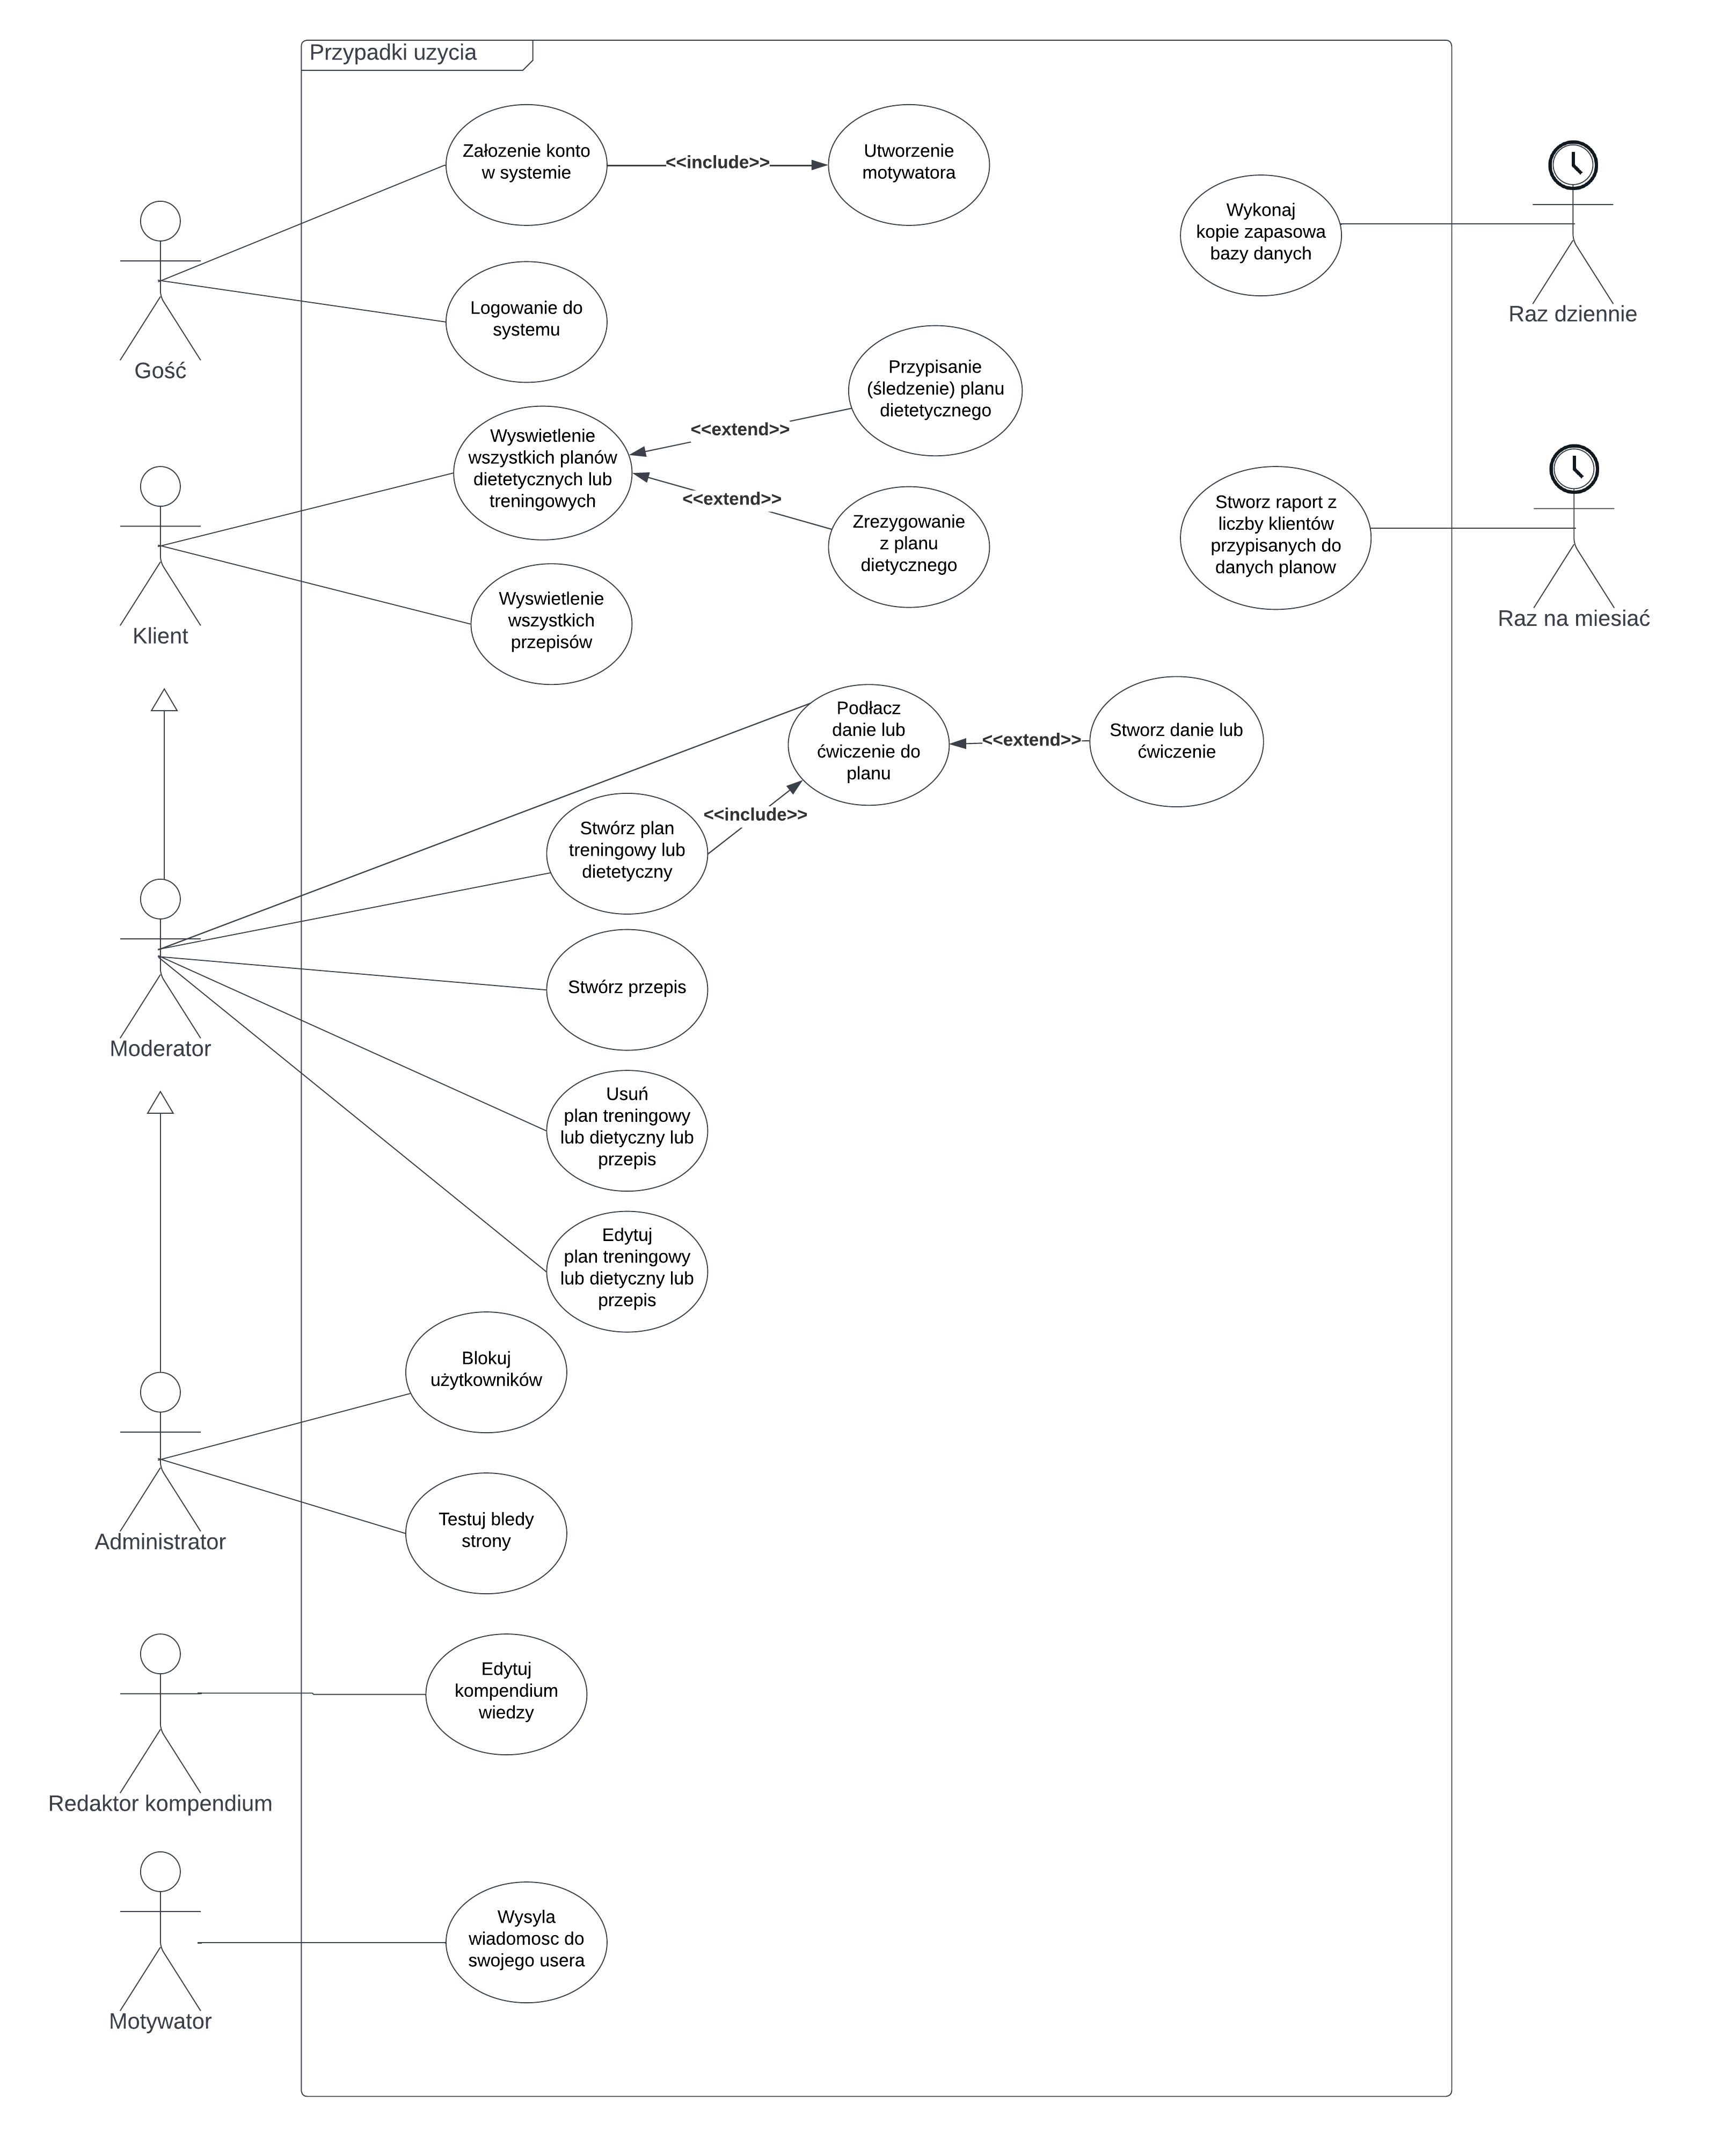 Przypadki uzycia
Załozenie konto
w systemie
<<include>>
Utworzenie
motywatora
Wykonaj
kopie zapasowa
bazy danych
Raz dziennie
Gość
Logowanie do
systemu
Przypisanie
(śledzenie) planu
dietetycznego
<<extend>>
Wyswietlenie
wszystkich planów
dietetycznych lub
treningowych
<<extend>>
Zrezygowanie
z planu
dietycznego
Stworz raport z
liczby klientów
przypisanych do
danych planow
Raz na miesiać
Klient
Wyswietlenie
wszystkich
przepisów
Podłacz
danie lub
ćwiczenie do
planu
<<extend>>
Stworz danie lub
ćwiczenie
<<include>>
Stwórz plan
treningowy lub
dietetyczny
Stwórz przepis
Moderator
Usuń
plan treningowy
lub dietyczny lub
przepis
Edytuj
plan treningowy
lub dietyczny lub
przepis
Blokuj
użytkowników
Testuj bledy
strony
Administrator
Edytuj
kompendium
wiedzy
Redaktor kompendium
Wysyla
wiadomosc do
swojego usera
Motywator